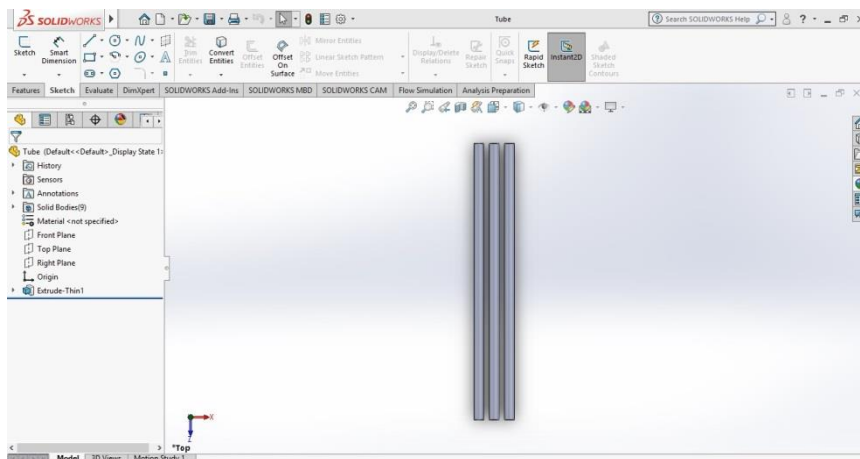 SOLIDWORKS
Tube
Search SOLIDWORKS Help
Sketch
Smart Dimension
Trim Entities
Convert Entities
Offset Entities
Offset On Surface
Mirror Entities
Linear Sketch Pattern
Move Entities
Display/Delete Relations
Repair Sketch
Quick Snaps
Rapid Sketch
Instant2D
Shaded Sketch Contours
Features Sketch Evaluate DimXpert SOLIDWORKS Add-Ins SOLIDWORKS MBD SOLIDWORKS CAM Flow Simulation Analysis Preparation
Tube (Default<<Default>_Display State 1>
History
Sensors
Annotations
Solid Bodies(9)
Material <not specified>
Front Plane
Top Plane
Right Plane
Origin
Extrude-Thin1
X
Z
*Top
Model 3D Views Motion Study 1